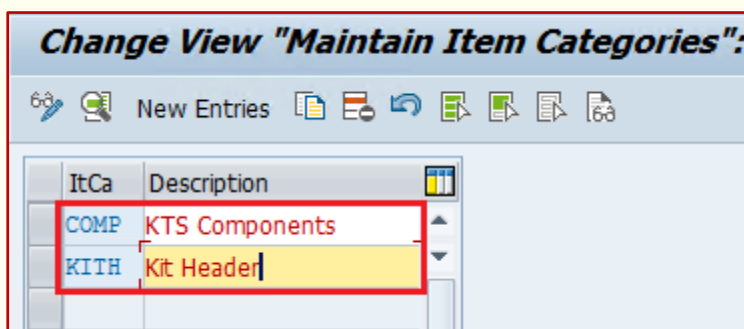 Change View "Maintain Item Categories":
New Entries
ItCa Description
COMP KTS Components
KITH Kit Header